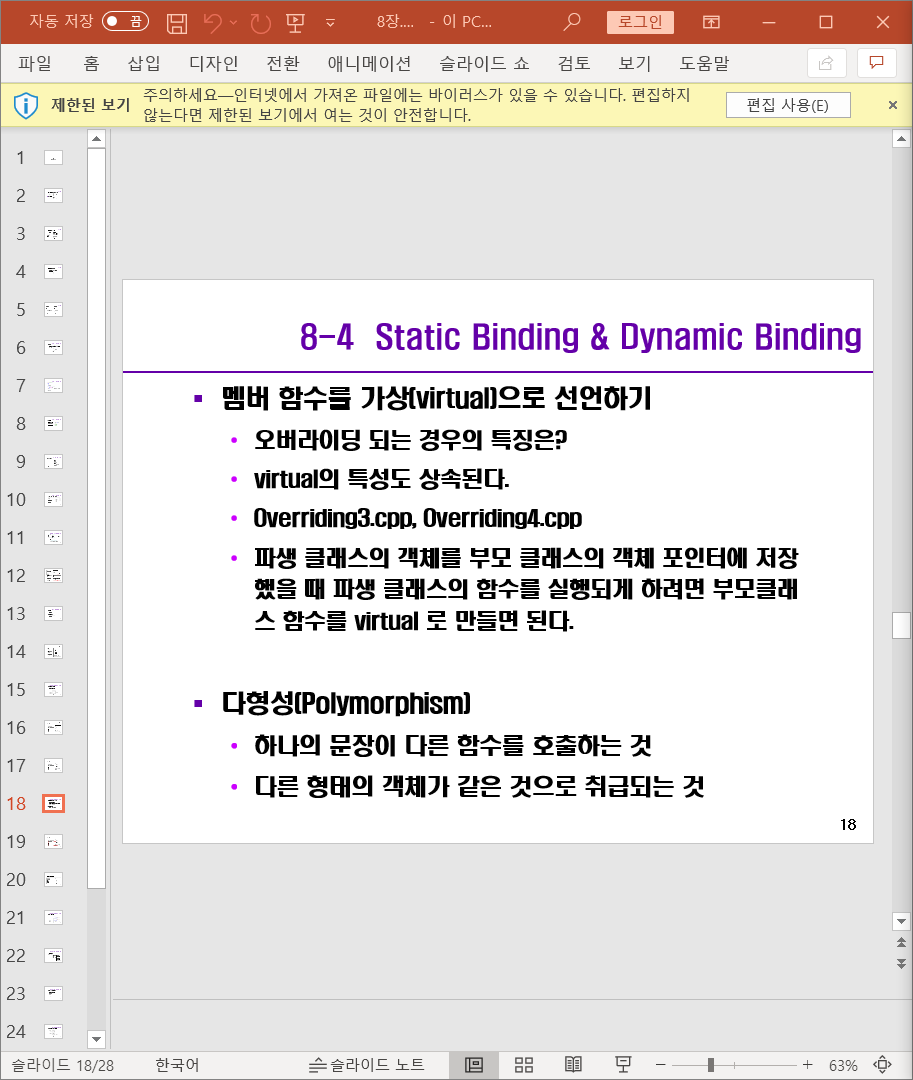 자동 저장 끔 8장.... - 이 PC... 로그인
파일 홈 삽입 디자인 전환 애니메이션 슬라이드 쇼 검토 보기 도움말
제한된 보기 주의하세요—인터넷에서 가져온 파일에는 바이러스가 있을 수 있습니다. 편집하지
않는다면 제한된 보기에서 여는 것이 안전합니다.
편집 사용(E)
1
2
3
4
5
6
7
8
9
10
11
12
13
14
15
16
17
18
19
20
21
22
23
24
8-4 Static Binding & Dynamic Binding
멤버 함수를 가상(virtual)으로 선언하기
오버라이딩 되는 경우의 특징은?
virtual의 특성도 상속된다.
Overriding3.cpp, Overriding4.cpp
파생 클래스의 객체를 부모 클래스의 객체 포인터에 저장
했을 때 파생 클래스의 함수를 실행되게 하려면 부모클래
스 함수를 virtual 로 만들면 된다.
다형성(Polymorphism)
하나의 문장이 다른 함수를 호출하는 것
다른 형태의 객체가 같은 것으로 취급되는 것
18
슬라이드 18/28 한국어 슬라이드 노트 63%